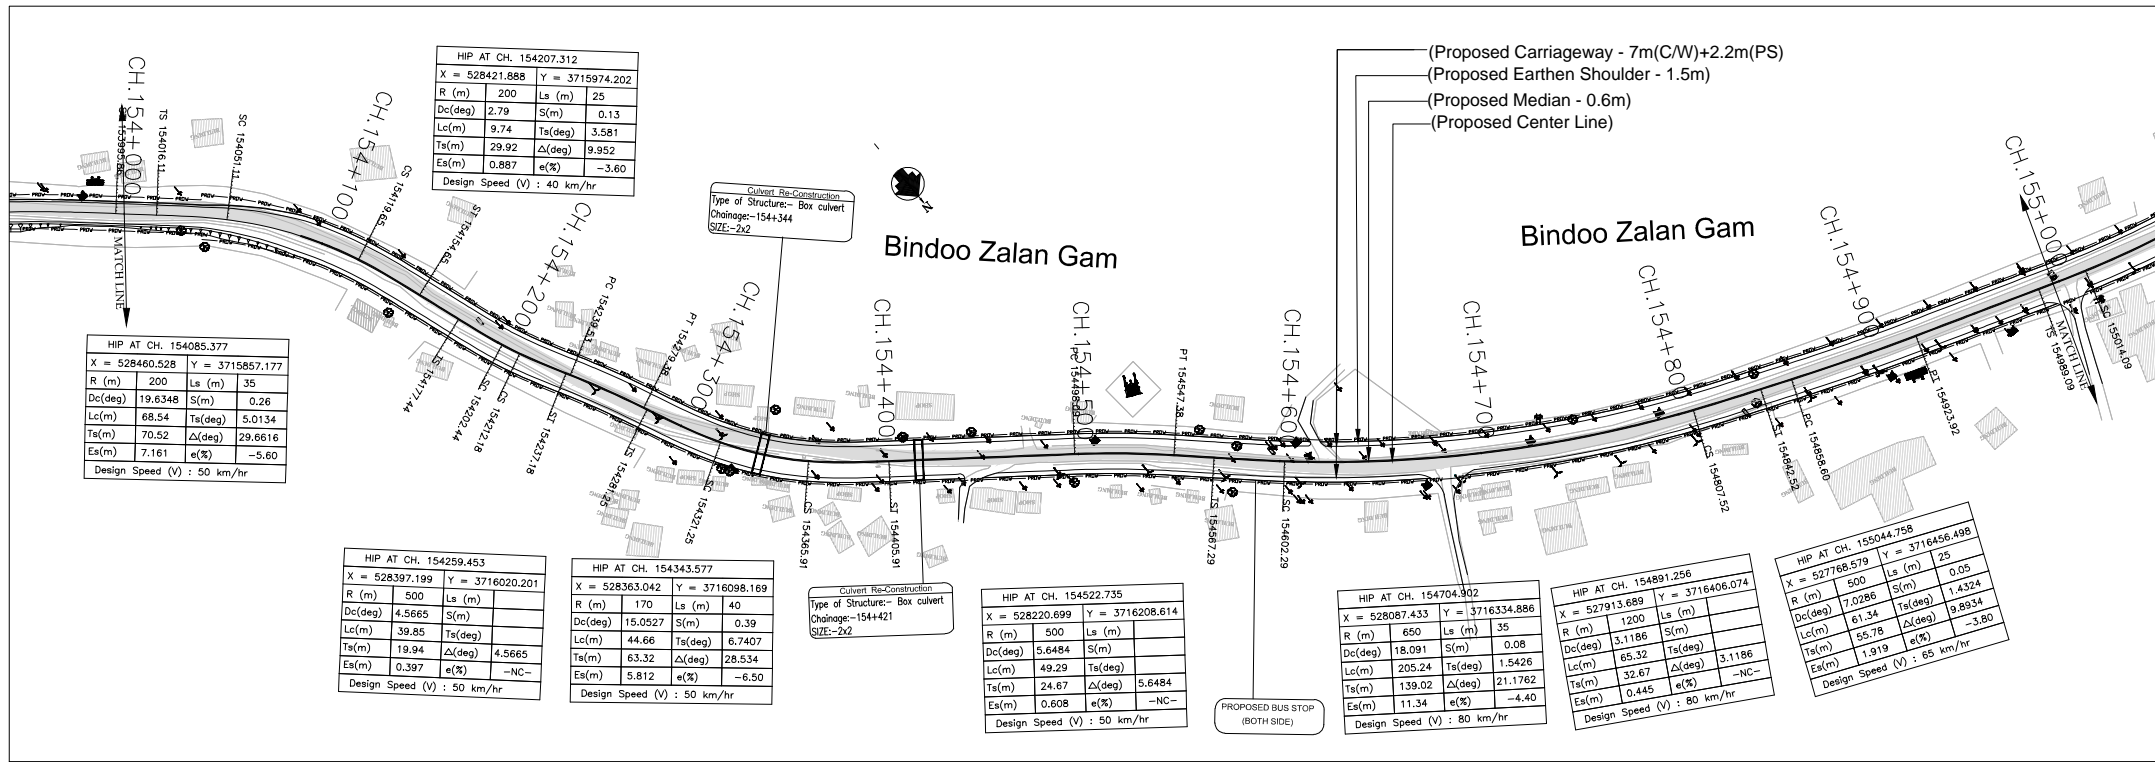 HIP AT CH. 154207.312
X = 528421.888 Y = 3715974.202
R (m) 200 Ls (m) 25
Dc(deg) 2.79 S(m) 0.13
Lc(m) 9.74 Ts(deg) 3.581
Ts(m) 29.92 △(deg) 9.952
Es(m) 0.887 e(%) -3.60
Design Speed (V) : 40 km/hr
(Proposed Carriageway - 7m(C/W)+2.2m(PS)
(Proposed Earthen Shoulder - 1.5m)
(Proposed Median - 0.6m)
(Proposed Center Line)
CH.154+000
TS 154016.11
SC 154051.11
CH.154+100
CS 154119.65
ST 154154.65
CH.154+200
PC 154239.53
PT 154279.38
CH.154+300
Culvert Re-Construction
Type of Structure:- Box culvert
Chainage:-154+344
SIZE:-2x2
N
Bindoo Zalan Gam
Bindoo Zalan Gam
CH.154+40
CH.154+50
PT 154547.38
CH.154+60
CH.154+70
CH.154+80
CH.154+90
CH.155+00
MATCH LINE
MATCH LINE
TS 154177.44
SC 154202.44
CS 154212.18
ST 154237.18
TS 154281.25
SC 154321.25
CS 154365.91
ST 154405.91
TS 154567.29
SC 154602.29
CS 154807.52
ST 154842.52
PC 154858.60
PT 154923.92
TS 154989.09
SC 155014.09
HIP AT CH. 154085.377
X = 528460.528 Y = 3715857.177
R (m) 200 Ls (m) 35
Dc(deg) 19.6348 S(m) 0.26
Lc(m) 68.54 Ts(deg) 5.0134
Ts(m) 70.52 △(deg) 29.6616
Es(m) 7.161 e(%) -5.60
Design Speed (V) : 50 km/hr
HIP AT CH. 154259.453
X = 528397.199 Y = 3716020.201
R (m) 500 Ls (m)
Dc(deg) 4.5665 S(m)
Lc(m) 39.85 Ts(deg)
Ts(m) 19.94 △(deg) 4.5665
Es(m) 0.397 e(%) -NC-
Design Speed (V) : 50 km/hr
HIP AT CH. 154343.577
X = 528363.042 Y = 3716098.169
R (m) 170 Ls (m) 40
Dc(deg) 15.0527 S(m) 0.39
Lc(m) 44.66 Ts(deg) 6.7407
Ts(m) 63.32 △(deg) 28.534
Es(m) 5.812 e(%) -6.50
Design Speed (V) : 50 km/hr
Culvert Re-Construction
Type of Structure:- Box culvert
Chainage:-154+421
SIZE:-2x2
HIP AT CH. 154522.735
X = 528220.699 Y = 3716208.614
R (m) 500 Ls (m)
Dc(deg) 5.6484 S(m)
Lc(m) 49.29 Ts(deg)
Ts(m) 24.67 △(deg) 5.6484
Es(m) 0.608 e(%) -NC-
Design Speed (V) : 50 km/hr
PROPOSED BUS STOP
(BOTH SIDE)
HIP AT CH. 154704.902
X = 528087.433 Y = 3716334.886
R (m) 650 Ls (m) 35
Dc(deg) 18.091 S(m) 0.08
Lc(m) 205.24 Ts(deg) 1.5426
Ts(m) 139.02 △(deg) 21.1762
Es(m) 11.34 e(%) -4.40
Design Speed (V) : 80 km/hr
HIP AT CH. 154891.256
X = 527913.689 Y = 3716406.074
R (m) 1200 Ls (m)
Dc(deg) 3.1186 S(m)
Lc(m) 65.32 Ts(deg)
Ts(m) 32.67 △(deg) 3.1186
Es(m) 0.445 e(%) -NC-
Design Speed (V) : 80 km/hr
HIP AT CH. 155044.758
X = 527768.579 Y = 3716456.498
R (m) 500 Ls (m) 25
Dc(deg) 7.0286 S(m) 0.05
Lc(m) 61.34 Ts(deg) 1.4324
Ts(m) 55.78 △(deg) 9.8934
Es(m) 1.919 e(%) -3.80
Design Speed (V) : 65 km/hr